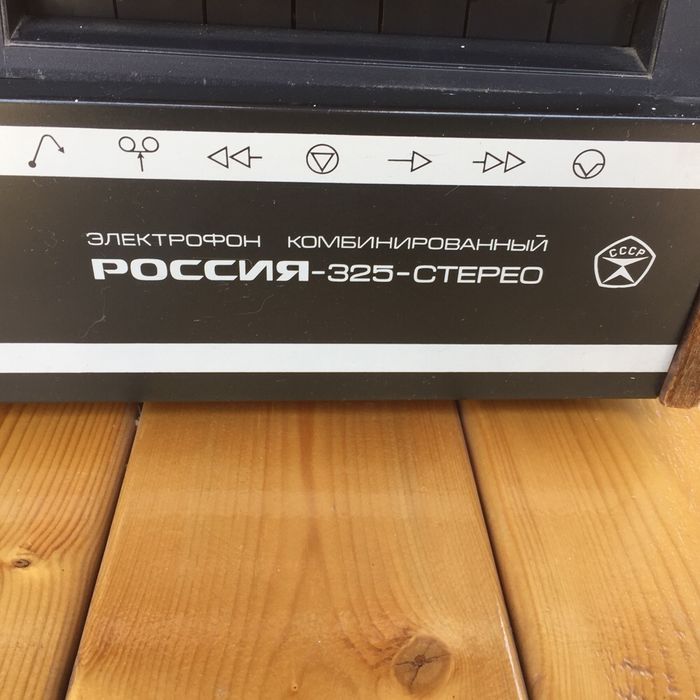 ЭЛЕКТРОФОН КОМБИНИРОВАННЫЙ
РОССИЯ-325-СТЕРЕО
СССР